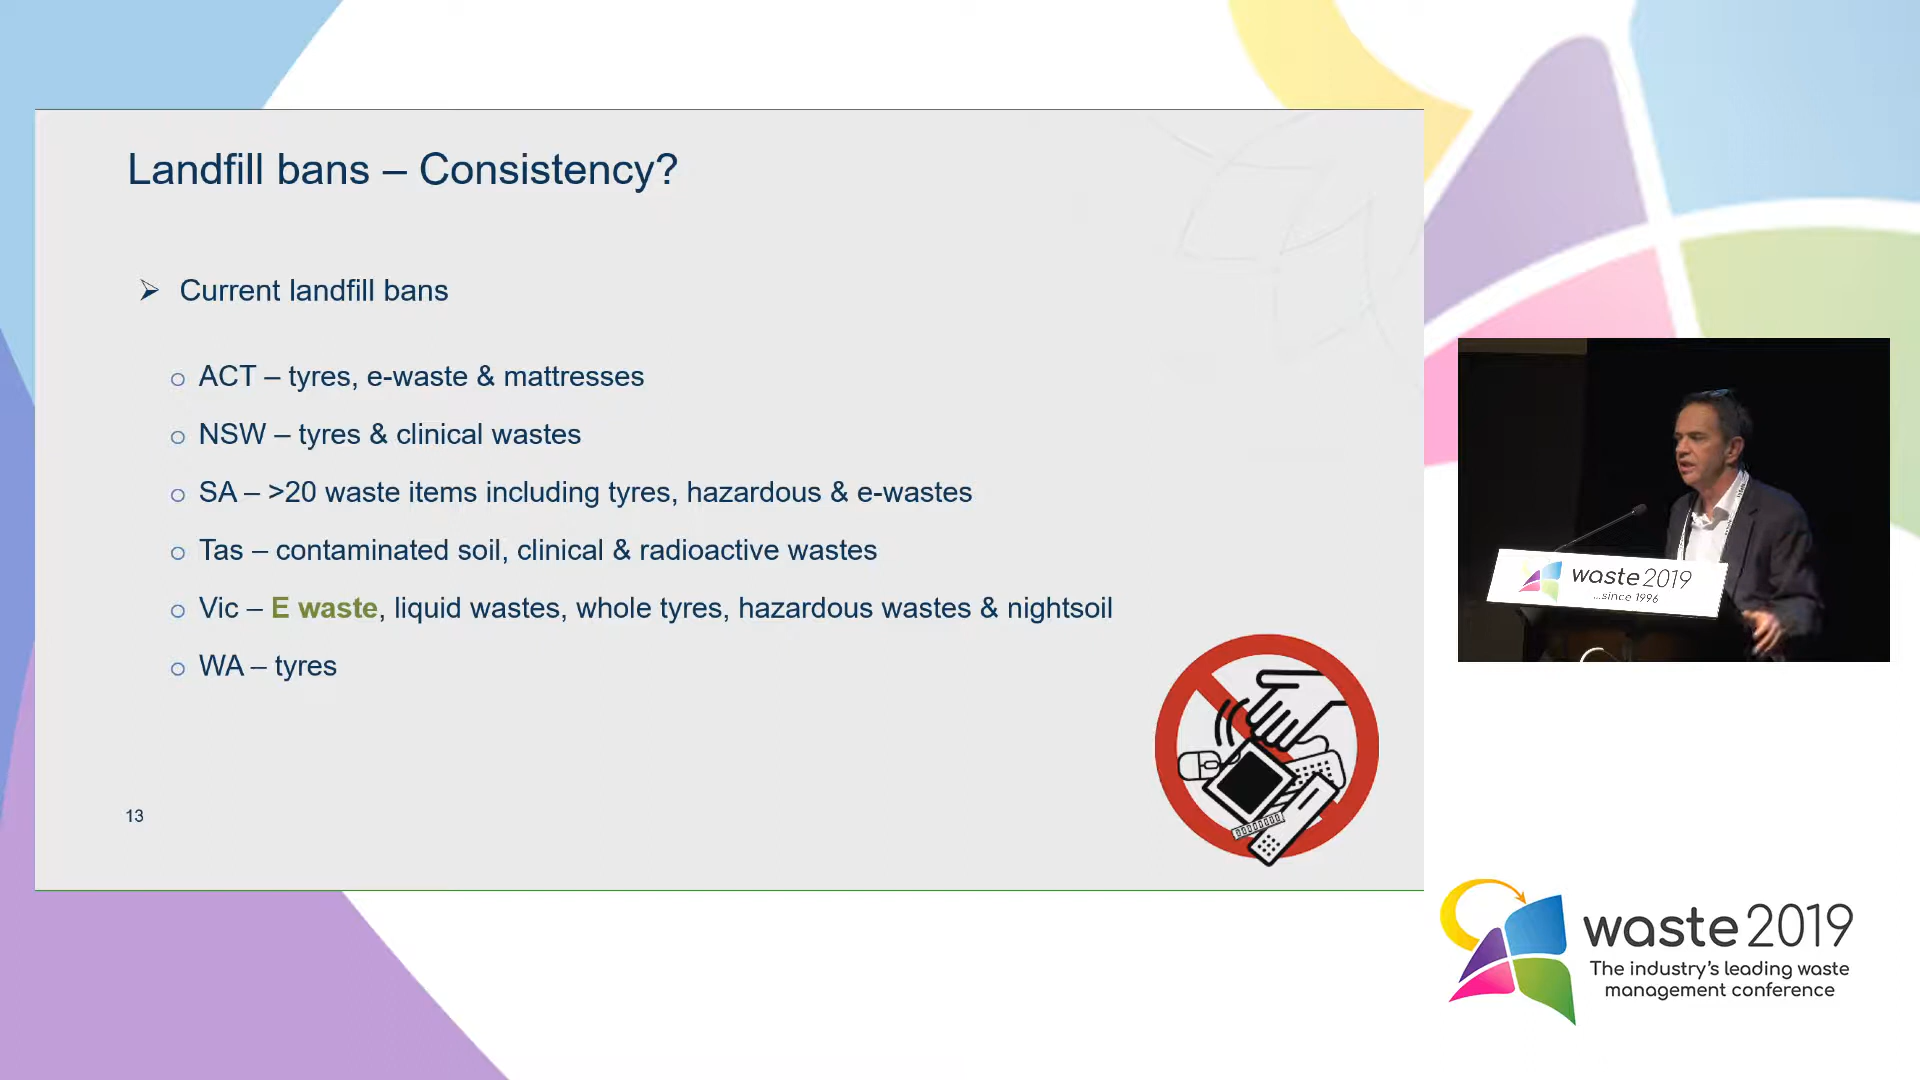 Landfill bans – Consistency?
➢ Current landfill bans
o ACT – tyres, e-waste & mattresses
o NSW – tyres & clinical wastes
o SA – >20 waste items including tyres, hazardous & e-wastes
o Tas – contaminated soil, clinical & radioactive wastes
o Vic – E waste, liquid wastes, whole tyres, hazardous wastes & nightsoil
o WA – tyres
13
waste 2019
...since 1996
waste 2019
The industry's leading waste
management conference